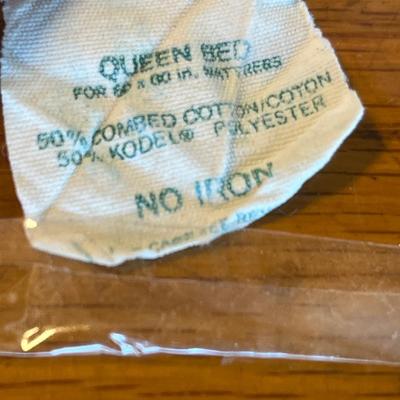 QUEEN BED
FOR 60 x 80 in. MATTRESS
50% COMBED COTTON/COTON
50% KODEL® POLYESTER
NO IRON